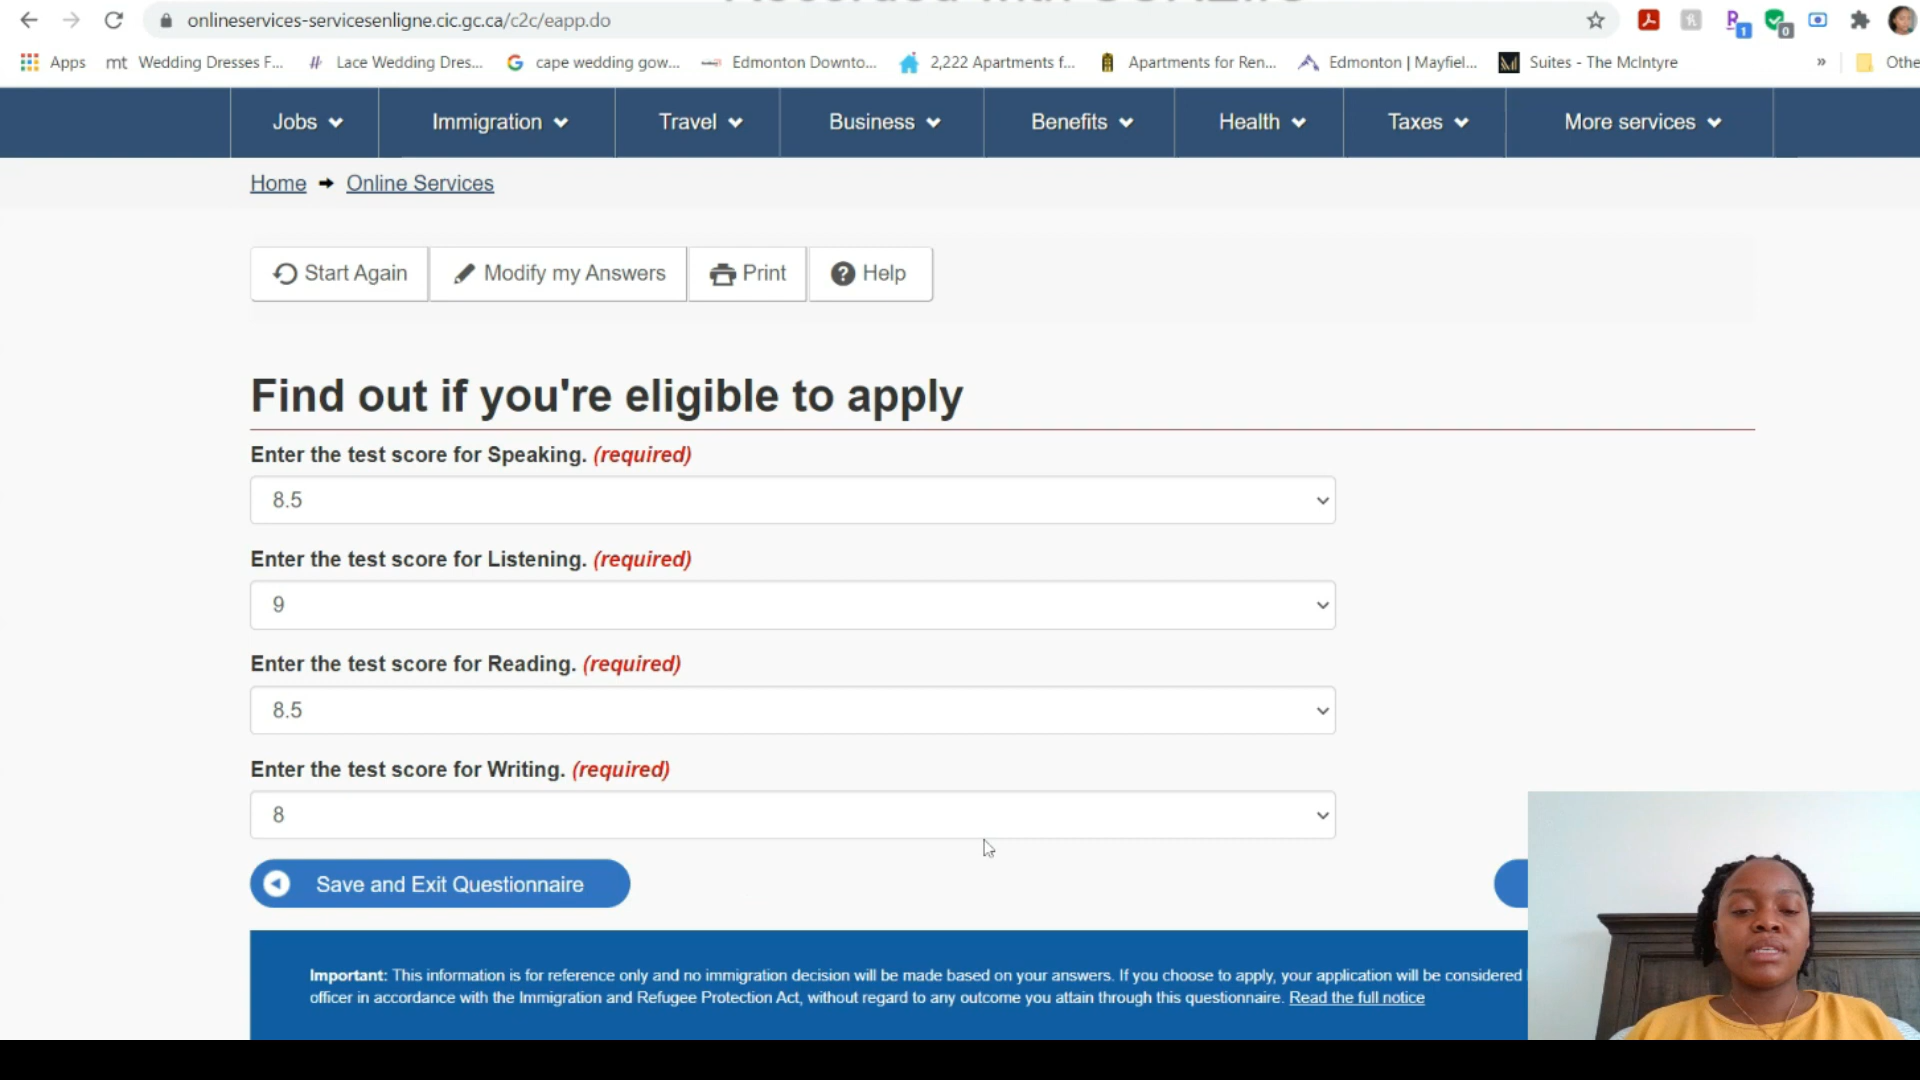 onlineservices-servicesenligne.cic.gc.ca/c2c/eapp.do
Apps
mt Wedding Dresses F...
Lace Wedding Dres...
cape wedding gow...
Edmonton Downto...
2,222 Apartments f...
Apartments for Ren...
Edmonton | Mayfiel...
Suites - The McIntyre
»
Othe
Jobs
Immigration
Travel
Business
Benefits
Health
Taxes
More services
Home
Online Services
Start Again
Modify my Answers
Print
Help
Find out if you're eligible to apply
Enter the test score for Speaking. (required)
8.5
Enter the test score for Listening. (required)
9
Enter the test score for Reading. (required)
8.5
Enter the test score for Writing. (required)
8
Save and Exit Questionnaire
Important: This information is for reference only and no immigration decision will be made based on your answers. If you choose to apply, your application will be considered
officer in accordance with the Immigration and Refugee Protection Act, without regard to any outcome you attain through this questionnaire. Read the full notice